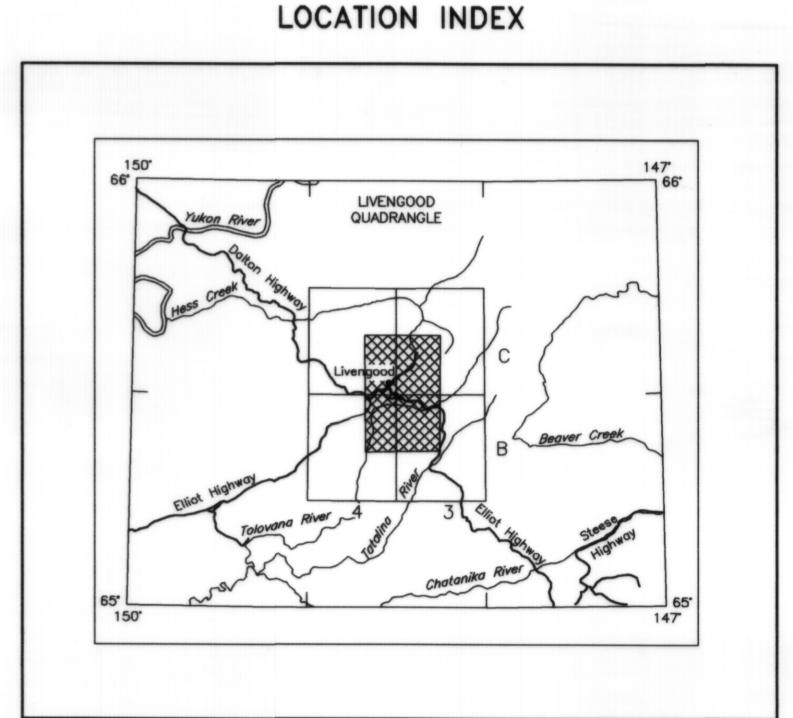 LOCATION INDEX
150°
147°
66°
66°
LIVENGOOD
QUADRANGLE
Yukon River
Dalton Highway
Hess Creek
C
Livengood
B
Beaver Creek
Elliot Highway
4
3
Tolovana River
Tatalina River
Elliot Highway
Steese
Highway
Chatanika River
65°
65°
150°
147°